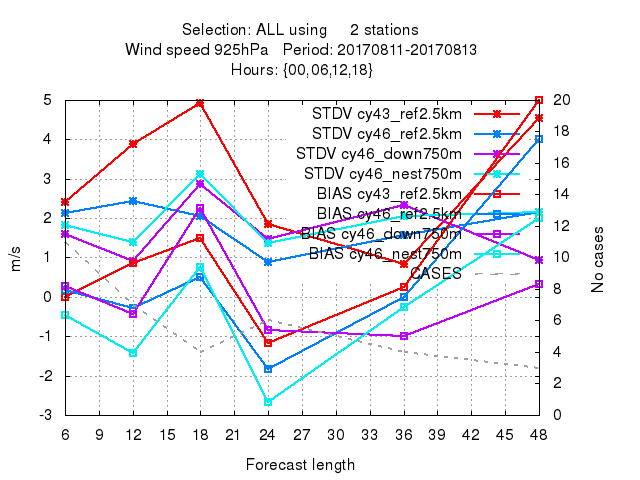 Selection: ALL using 2 stations
Wind speed 925hPa Period: 20170811-20170813
Hours: {00,06,12,18}
STDV cy43_ref2.5km
STDV cy46_ref2.5km
STDV cy46_down750m
STDV cy46_nest750m
BIAS cy43_ref2.5km
BIAS cy46_ref2.5km
BIAS cy46_down750m
BIAS cy46_nest750m
CASES
5
4
3
2
1
0
-1
-2
-3
m/s
20
18
16
14
12
10
8
6
4
2
0
No cases
6 9 12 15 18 21 24 27 30 33 36 39 42 45 48
Forecast length